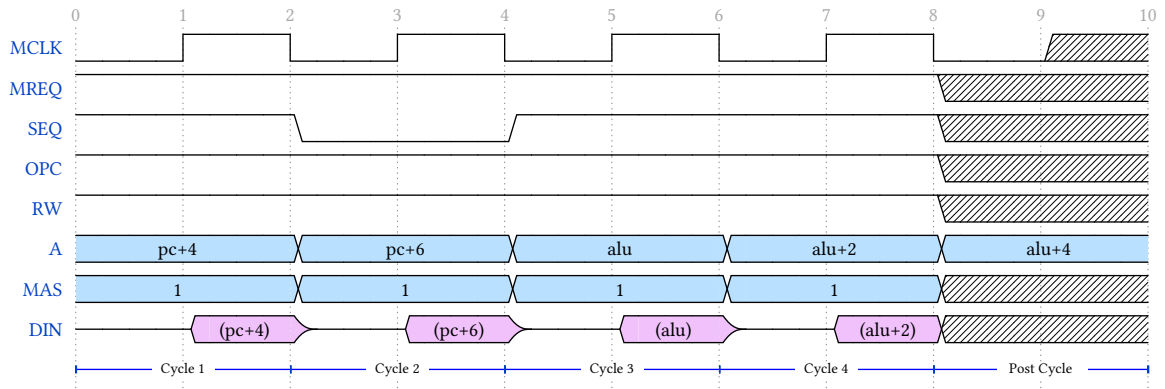 0 1 2 3 4 5 6 7 8 9 10
MCLK
MREQ
SEQ
OPC
RW
A pc+4 pc+6 alu alu+2 alu+4
MAS 1 1 1 1
DIN (pc+4) (pc+6) (alu) (alu+2)
Cycle 1 Cycle 2 Cycle 3 Cycle 4 Post Cycle